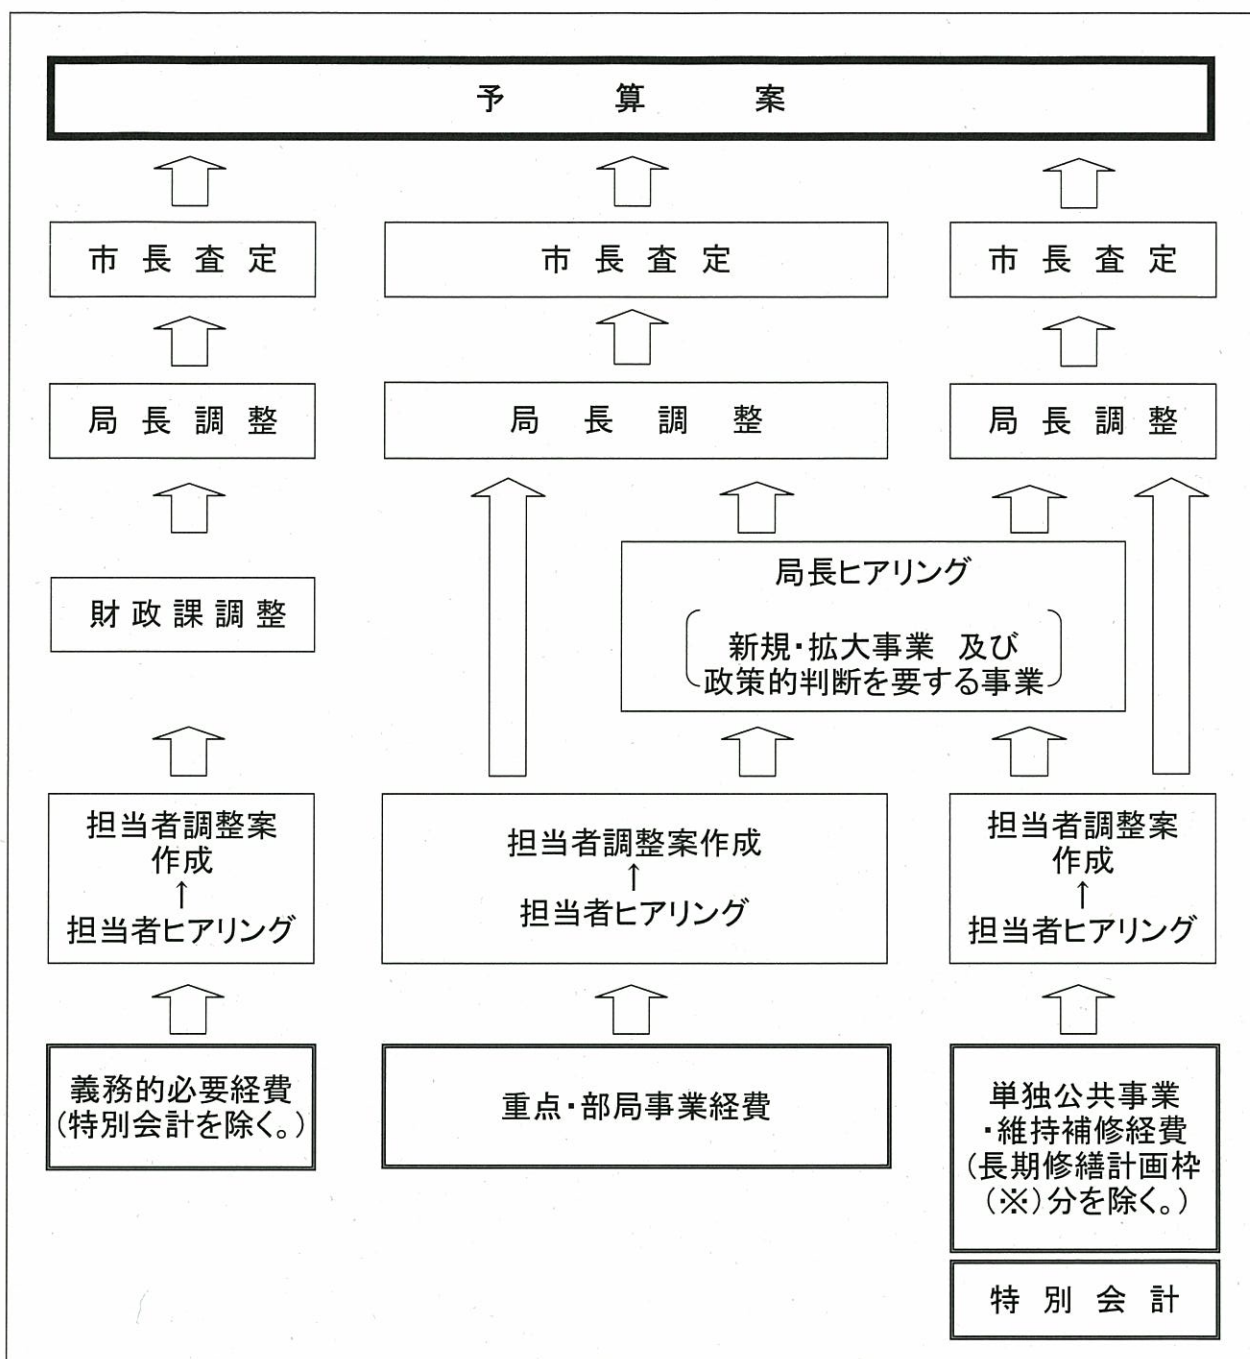 予 算 案
市 長 査 定
市 長 査 定
市 長 査 定
局 長 調 整
局 長 調 整
局 長 調 整
財 政 課 調 整
局長ヒアリング
新規・拡大事業 及び
政策的判断を要する事業
担当者調整案
作成
↑
担当者ヒアリング
担当者調整案作成
↑
担当者ヒアリング
担当者調整案
作成
↑
担当者ヒアリング
義務的必要経費
(特別会計を除く。)
重点・部局事業経費
単独公共事業
・維持補修経費
(長期修繕計画枠
(※)分を除く。)
特 別 会 計